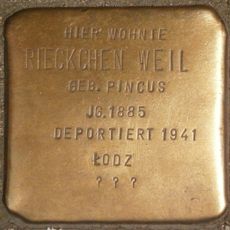 HIER WOHNTE
RIECKCHEN WEIL
GEB. PINCUS
JG. 1885
DEPORTIERT 1941
ŁODZ
? ? ?